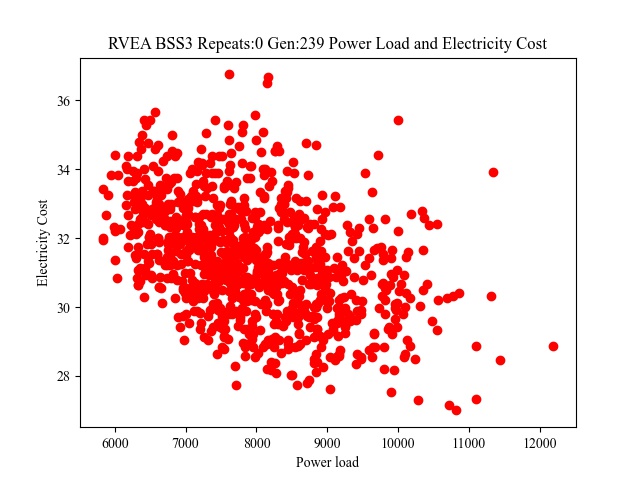 RVEA BSS3 Repeats:0 Gen:239 Power Load and Electricity Cost
Electricity Cost
36
34
32
30
28
6000 7000 8000 9000 10000 11000 12000
Power load